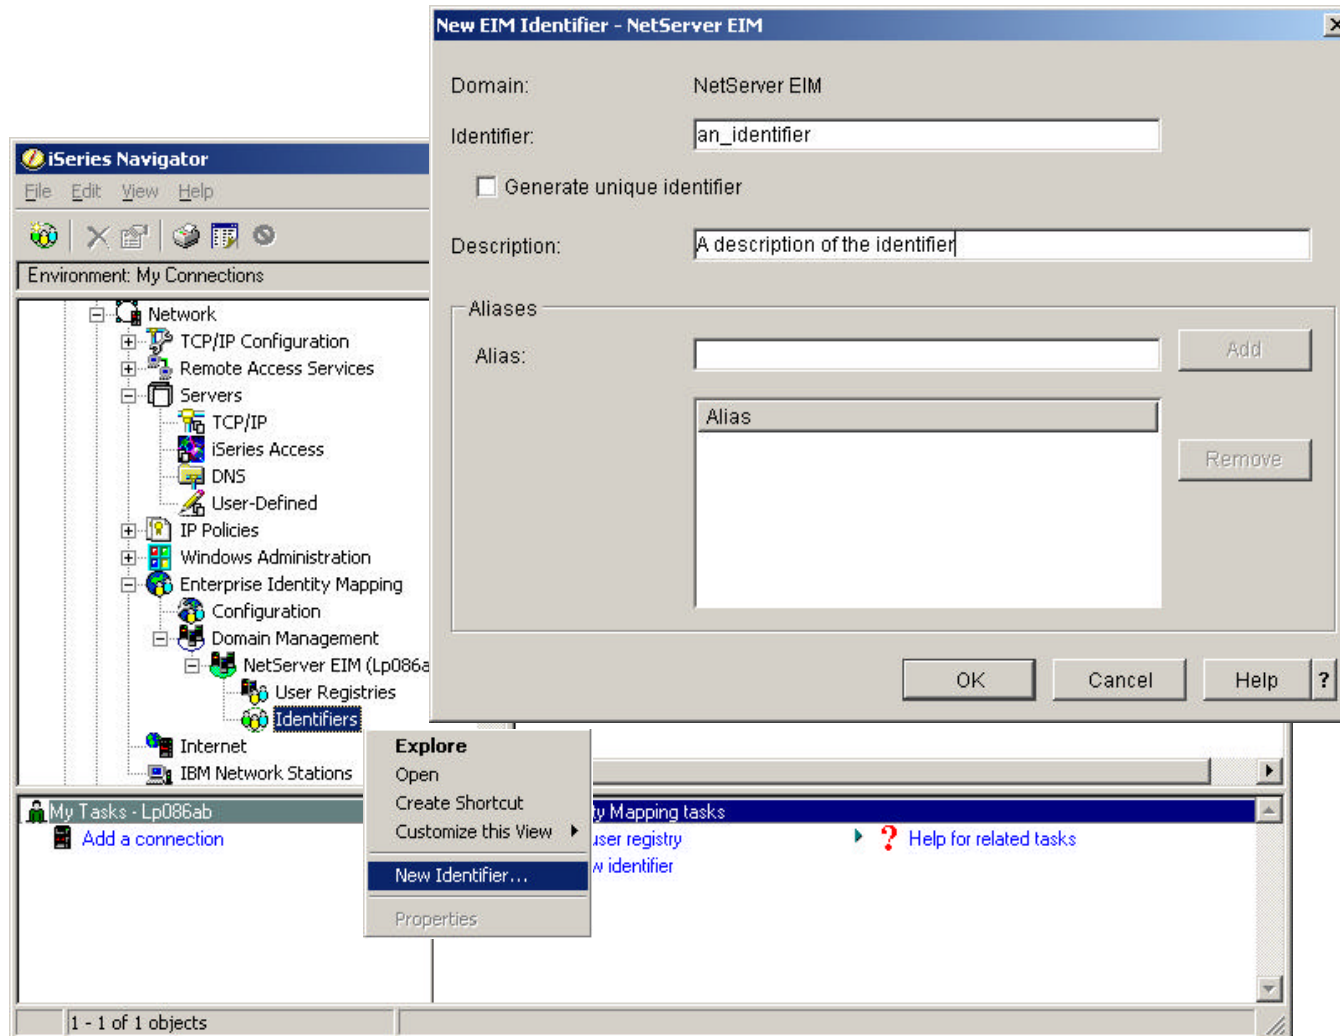 New EIM Identifier - NetServer EIM
Domain: NetServer EIM
Identifier: an_identifier
Generate unique identifier
Description: A description of the identifier
Aliases
Alias:
Add
Alias
Remove
OK Cancel Help ?
iSeries Navigator
File Edit View Help
Environment: My Connections
Network
TCP/IP Configuration
Remote Access Services
Servers
TCP/IP
iSeries Access
DNS
User-Defined
IP Policies
Windows Administration
Enterprise Identity Mapping
Configuration
Domain Management
NetServer EIM (Lp086a
User Registries
Identifiers
Internet
IBM Network Stations
Explore
Open
Create Shortcut
Customize this View
New Identifier...
Properties
My Tasks - Lp086ab
Add a connection
ty Mapping tasks
user registry
w identifier
? Help for related tasks
1 - 1 of 1 objects